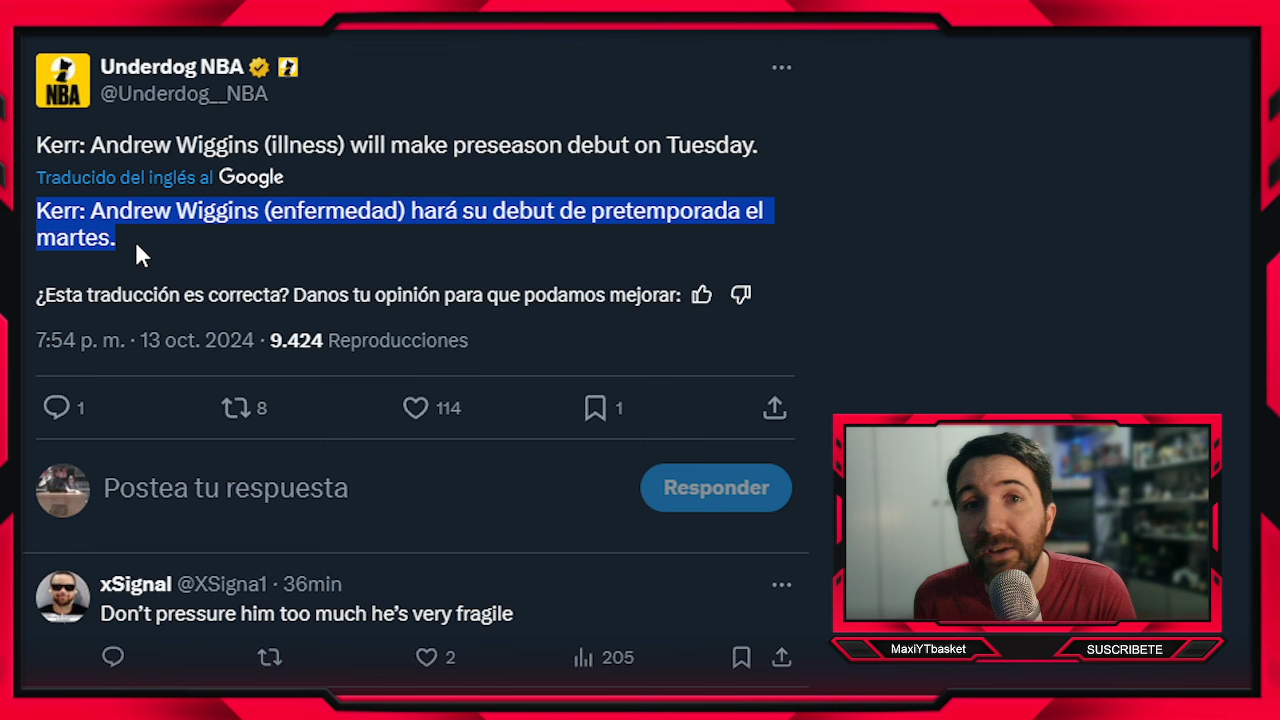 Underdog NBA
@Underdog__NBA
NBA
Kerr: Andrew Wiggins (illness) will make preseason debut on Tuesday.
Traducido del inglés al Google
Kerr: Andrew Wiggins (enfermedad) hará su debut de pretemporada el
martes.
¿Esta traducción es correcta? Danos tu opinión para que podamos mejorar:
7:54 p. m. · 13 oct. 2024 · 9.424 Reproducciones
1 8 114 1
Postea tu respuesta Responder
xSignal @XSigna1 · 36min
Don’t pressure him too much he’s very fragile
2 205
MaxiYTbasket SUSCRIBETE